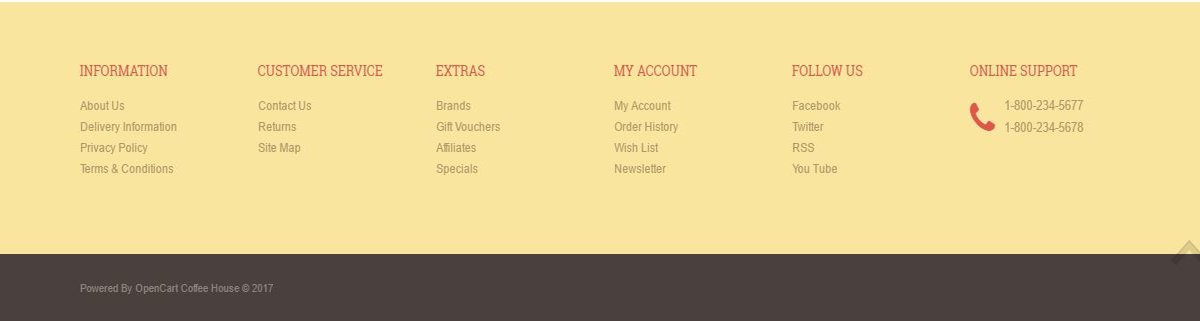 INFORMATION
About Us
Delivery Information
Privacy Policy
Terms & Conditions
CUSTOMER SERVICE
Contact Us
Returns
Site Map
EXTRAS
Brands
Gift Vouchers
Affiliates
Specials
MY ACCOUNT
My Account
Order History
Wish List
Newsletter
FOLLOW US
Facebook
Twitter
RSS
You Tube
ONLINE SUPPORT
1-800-234-5677
1-800-234-5678
Powered By OpenCart Coffee House © 2017